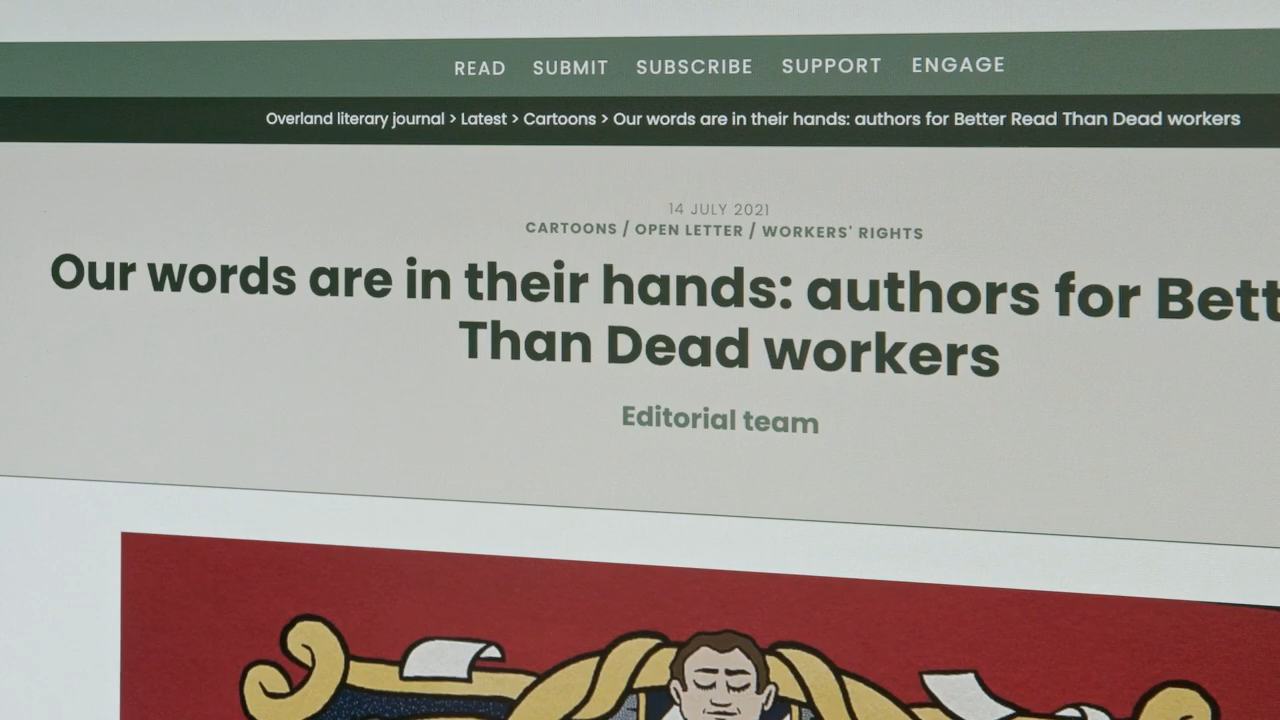 READ SUBMIT SUBSCRIBE SUPPORT ENGAGE
Overland literary journal > Latest > Cartoons > Our words are in their hands: authors for Better Read Than Dead workers
14 JULY 2021
CARTOONS / OPEN LETTER / WORKERS' RIGHTS
Our words are in their hands: authors for Bett
Than Dead workers
Editorial team